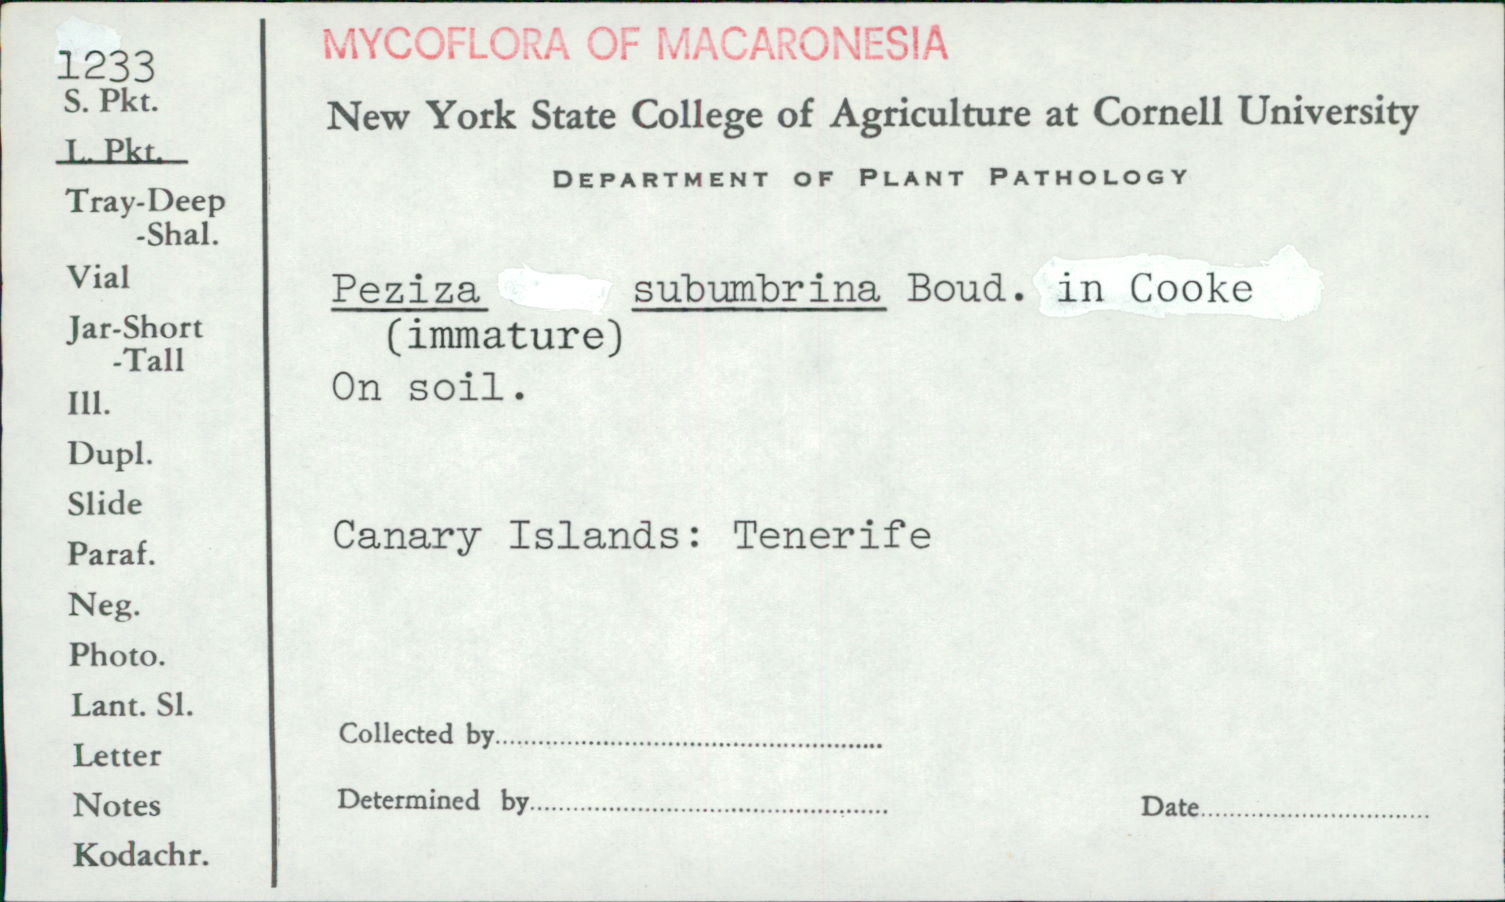 1233
S. Pkt.
L. Pkt.
Tray-Deep
-Shal.
Vial
Jar-Short
-Tall
Ill.
Dupl.
Slide
Paraf.
Neg.
Photo.
Lant. Sl.
Letter
Notes
Kodachr.
MYCOFLORA OF MACARONESIA
New York State College of Agriculture at Cornell University
DEPARTMENT OF PLANT PATHOLOGY
Peziza subumbrina Boud. in Cooke
(immature)
On soil.
Canary Islands: Tenerife
Collected by
Determined by
Date